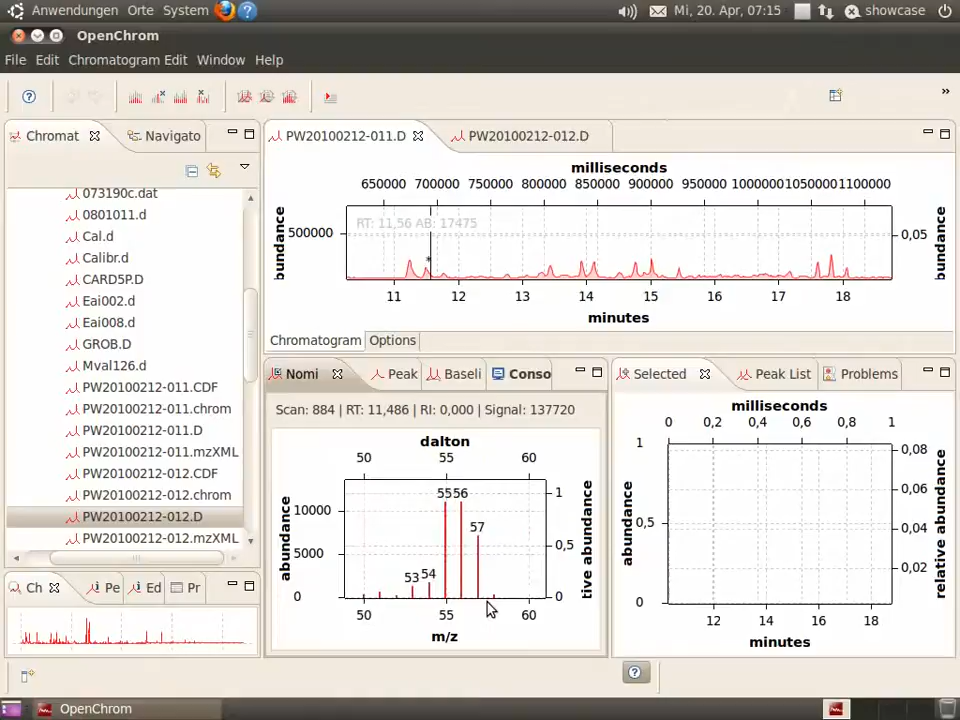 Anwendungen Orte System Mi, 20. Apr, 07:15 showcase
OpenChrom
File Edit Chromatogram Edit Window Help
»
Chromat Navigato
073190c.dat
0801011.d
Cal.d
Calibr.d
CARD5P.D
Eai002.d
Eai008.d
GROB.D
Mval126.d
PW20100212-011.CDF
PW20100212-011.chrom
PW20100212-011.D
PW20100212-011.mzXML
PW20100212-012.CDF
PW20100212-012.chrom
PW20100212-012.D
PW20100212-012.mzXML
Ch Pe Ed Pr
PW20100212-011.D PW20100212-012.D
milliseconds
650000 700000 750000 800000 850000 900000 950000 1000000 1050000 1100000
RT: 11,56 AB: 17475
500000
0,05
bundance
bundance
11 12 13 14 15 16 17 18
minutes
Chromatogram Options
Nomi Peak Baseli Conso
Scan: 884 | RT: 11,486 | RI: 0,000 | Signal: 137720
dalton
50 55 60
abundance
10000
5000
0
53 54 55 56 57
1
0,5
0
tive abundance
50 55 60
m/z
Selected Peak List Problems
milliseconds
0 0,2 0,4 0,6 0,8 1
abundance
1
0,5
0
0,08
0,06
0,04
0,02
relative abundance
12 14 16 18
minutes
OpenChrom